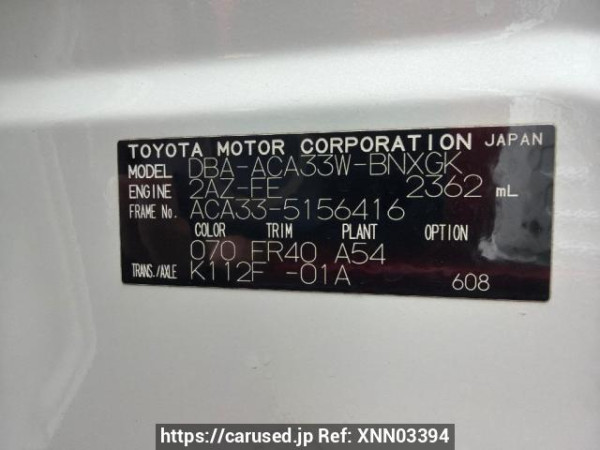 TOYOTA MOTOR CORPORATION JAPAN
MODEL DBA-ACA33W-BNXGK
ENGINE 2AZ-FE 2362 mL
FRAME No. ACA33-5156416
COLOR TRIM PLANT OPTION
070 FR40 A54
TRANS./AXLE K112F -01A 608
https://carused.jp Ref: XNN03394